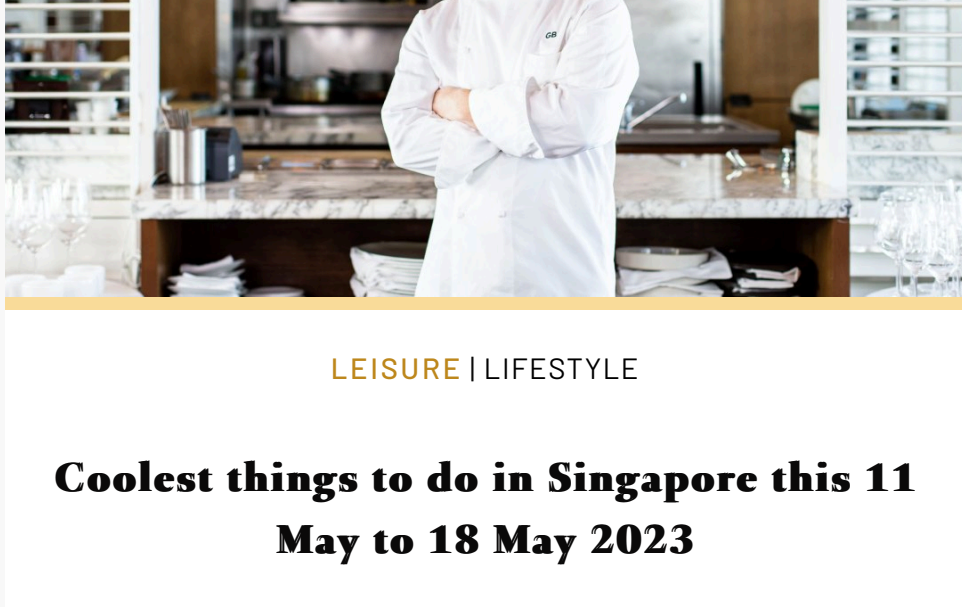 GB
LEISURE | LIFESTYLE
Coolest things to do in Singapore this 11
May to 18 May 2023